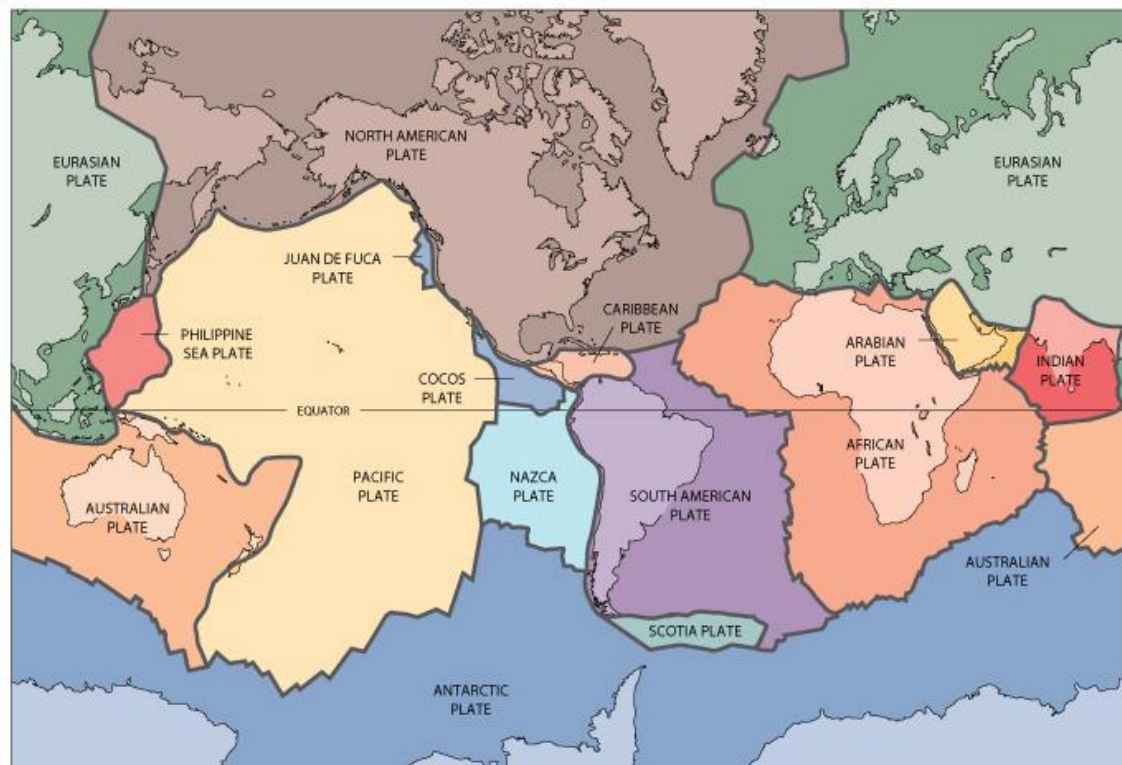 NORTH AMERICAN
PLATE
EURASIAN
PLATE
EURASIAN
PLATE
JUAN DE FUCA
PLATE
CARIBBEAN
PLATE
PHILIPPINE
SEA PLATE
ARABIAN
PLATE
INDIAN
PLATE
COCOS
PLATE
EQUATOR
AUSTRALIAN
PLATE
PACIFIC
PLATE
NAZCA
PLATE
SOUTH AMERICAN
PLATE
AFRICAN
PLATE
AUSTRALIAN
PLATE
SCOTIA PLATE
ANTARCTIC
PLATE